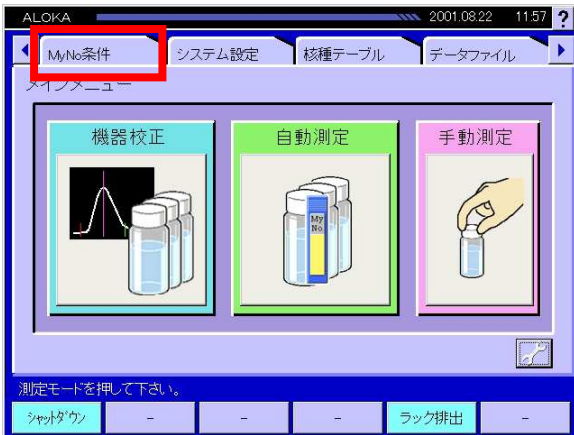 ALOKA 2001.08.22 11:57 ?
MyNo条件 システム設定 核種テーブル データファイル
メインメニュー
機器校正 自動測定 手動測定
My
No.
測定モードを押して下さい。
シャットダウン - - - ラック排出 -